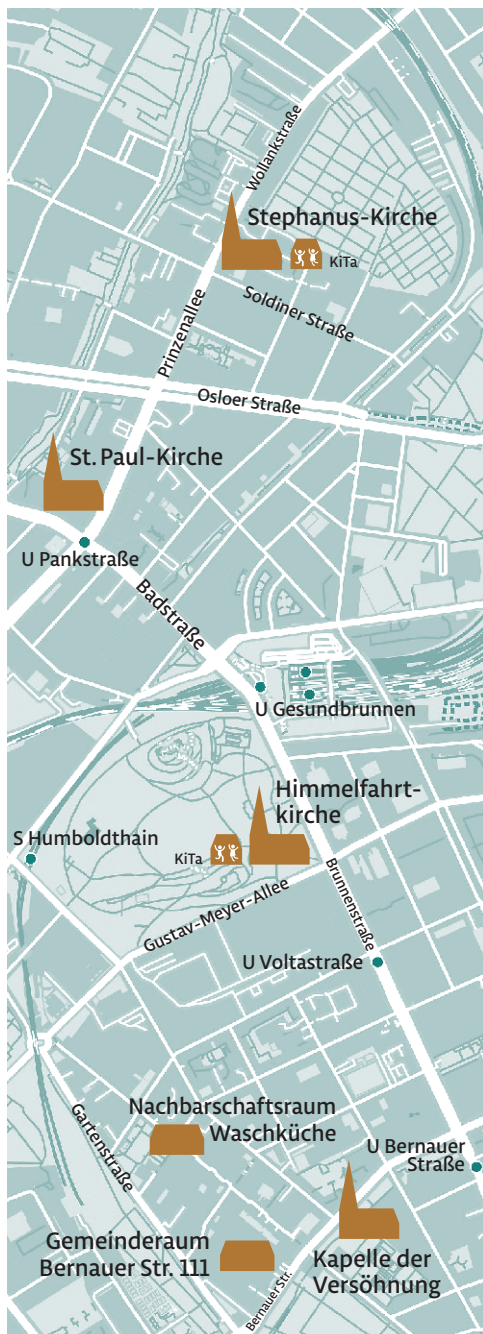 Wollankstraße
Stephanus-Kirche
KiTa
Soldiner Straße
Prinzenallee
Osloer Straße
St. Paul-Kirche
U Pankstraße
Badstraße
U Gesundbrunnen
Himmelfahrt-
kirche
S Humboldthain
KiTa
Gustav-Meyer-Allee
Brunnenstraße
U Voltastraße
Nachbarschaftsraum
Waschküche
Gartenstraße
U Bernauer
Straße
Gemeinderaum
Bernauer Str. 111
Bernauer Str.
Kapelle der
Versöhnung